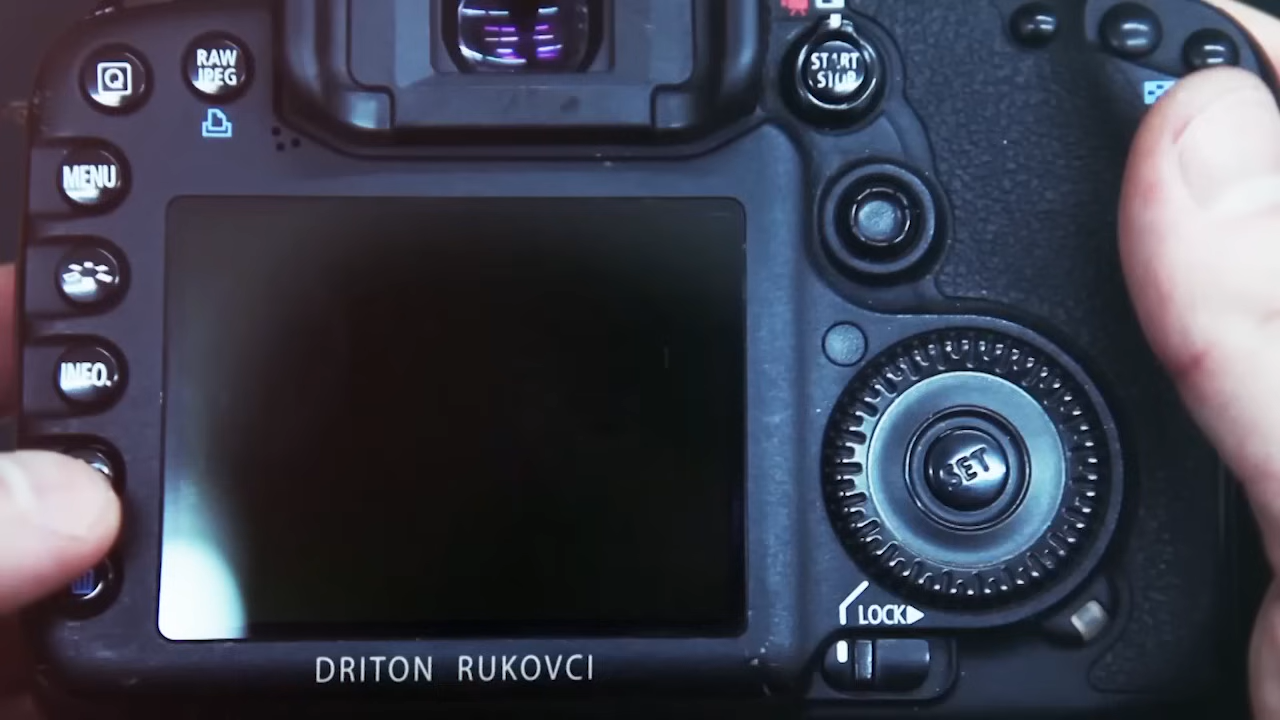 Q
RAW
JPEG
START
STOP
MENU
INFO.
SET
LOCK
DRITON RUKOVCI